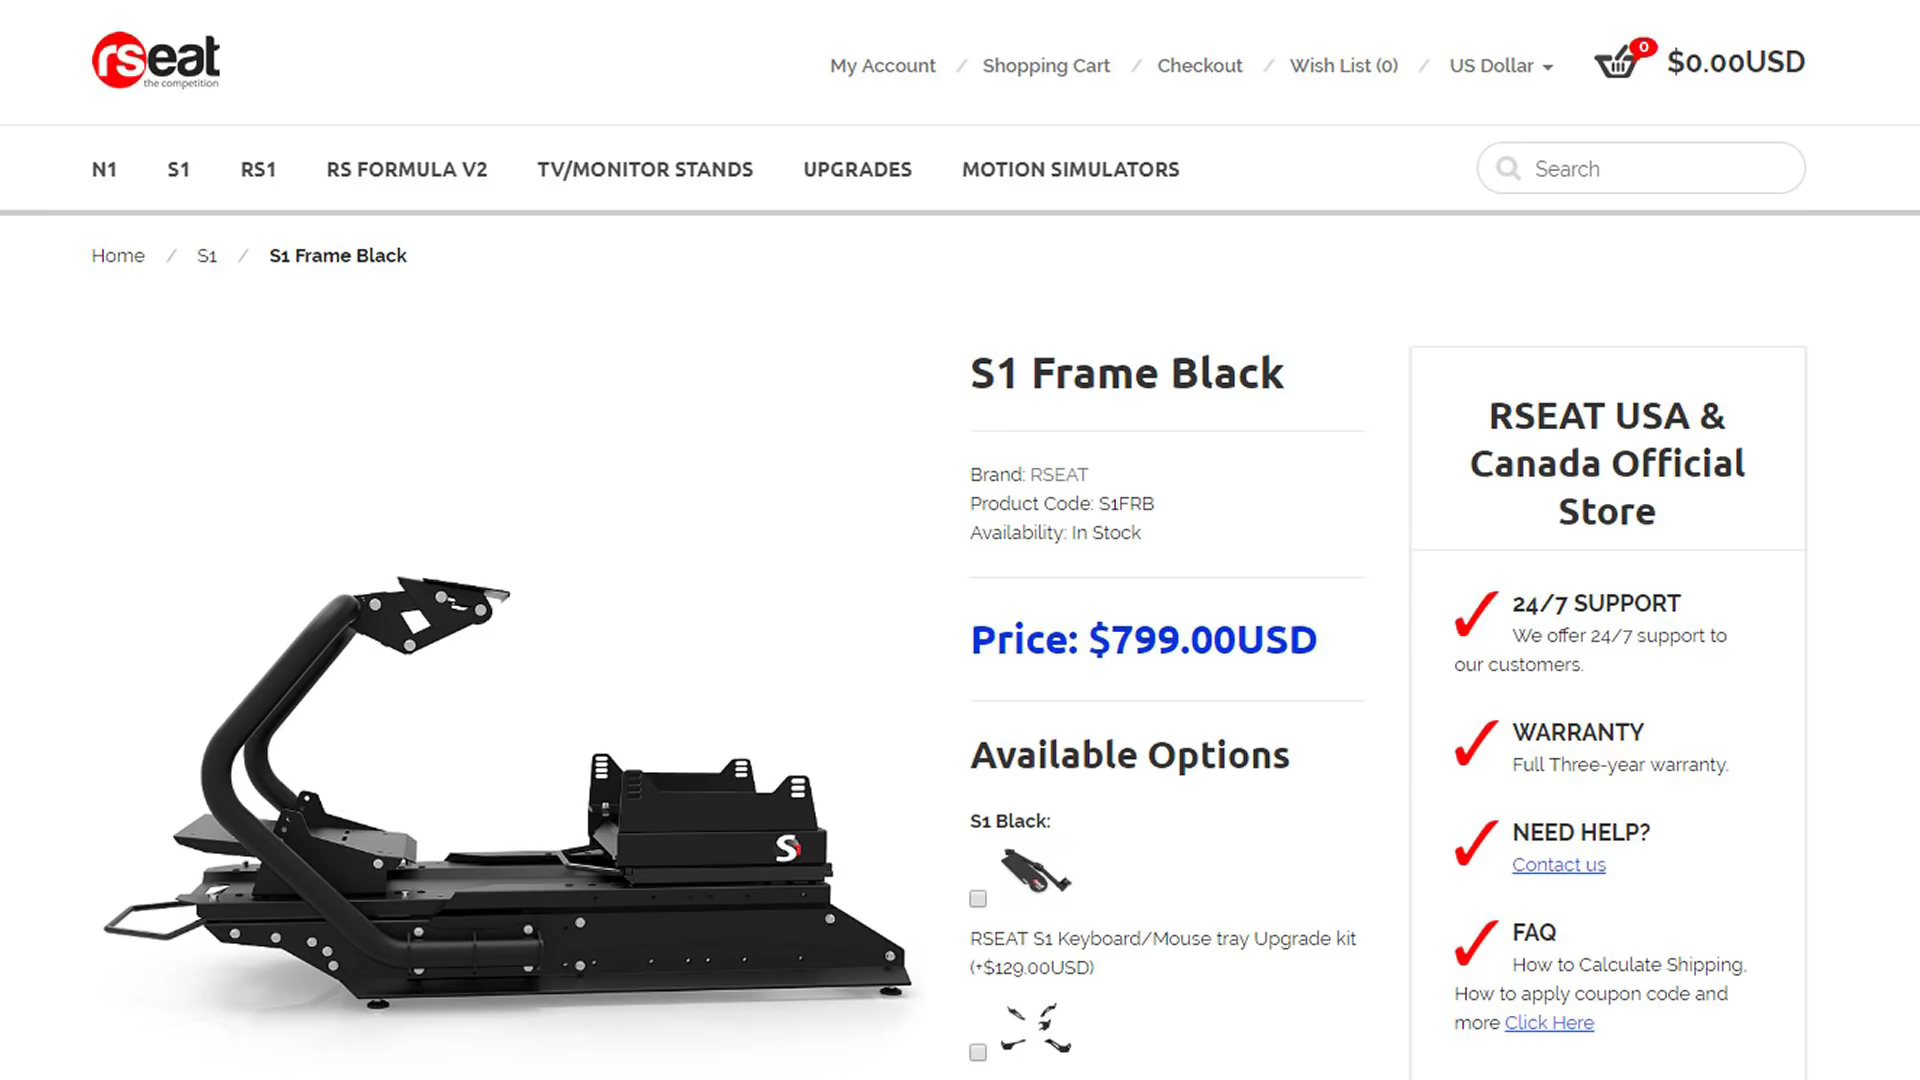 rseat
the competition
My Account / Shopping Cart / Checkout / Wish List (0) / US Dollar
0
$0.00USD
N1 S1 RS1 RS FORMULA V2 TV/MONITOR STANDS UPGRADES MOTION SIMULATORS
Search
Home / S1 / S1 Frame Black
S1 Frame Black
Brand: RSEAT
Product Code: S1FRB
Availability: In Stock
Price: $799.00USD
Available Options
S1 Black:
RSEAT S1 Keyboard/Mouse tray Upgrade kit
(+$129.00USD)
S
RSEAT USA &
Canada Official
Store
24/7 SUPPORT
We offer 24/7 support to
our customers.
WARRANTY
Full Three-year warranty.
NEED HELP?
Contact us
FAQ
How to Calculate Shipping,
How to apply coupon code and
more Click Here